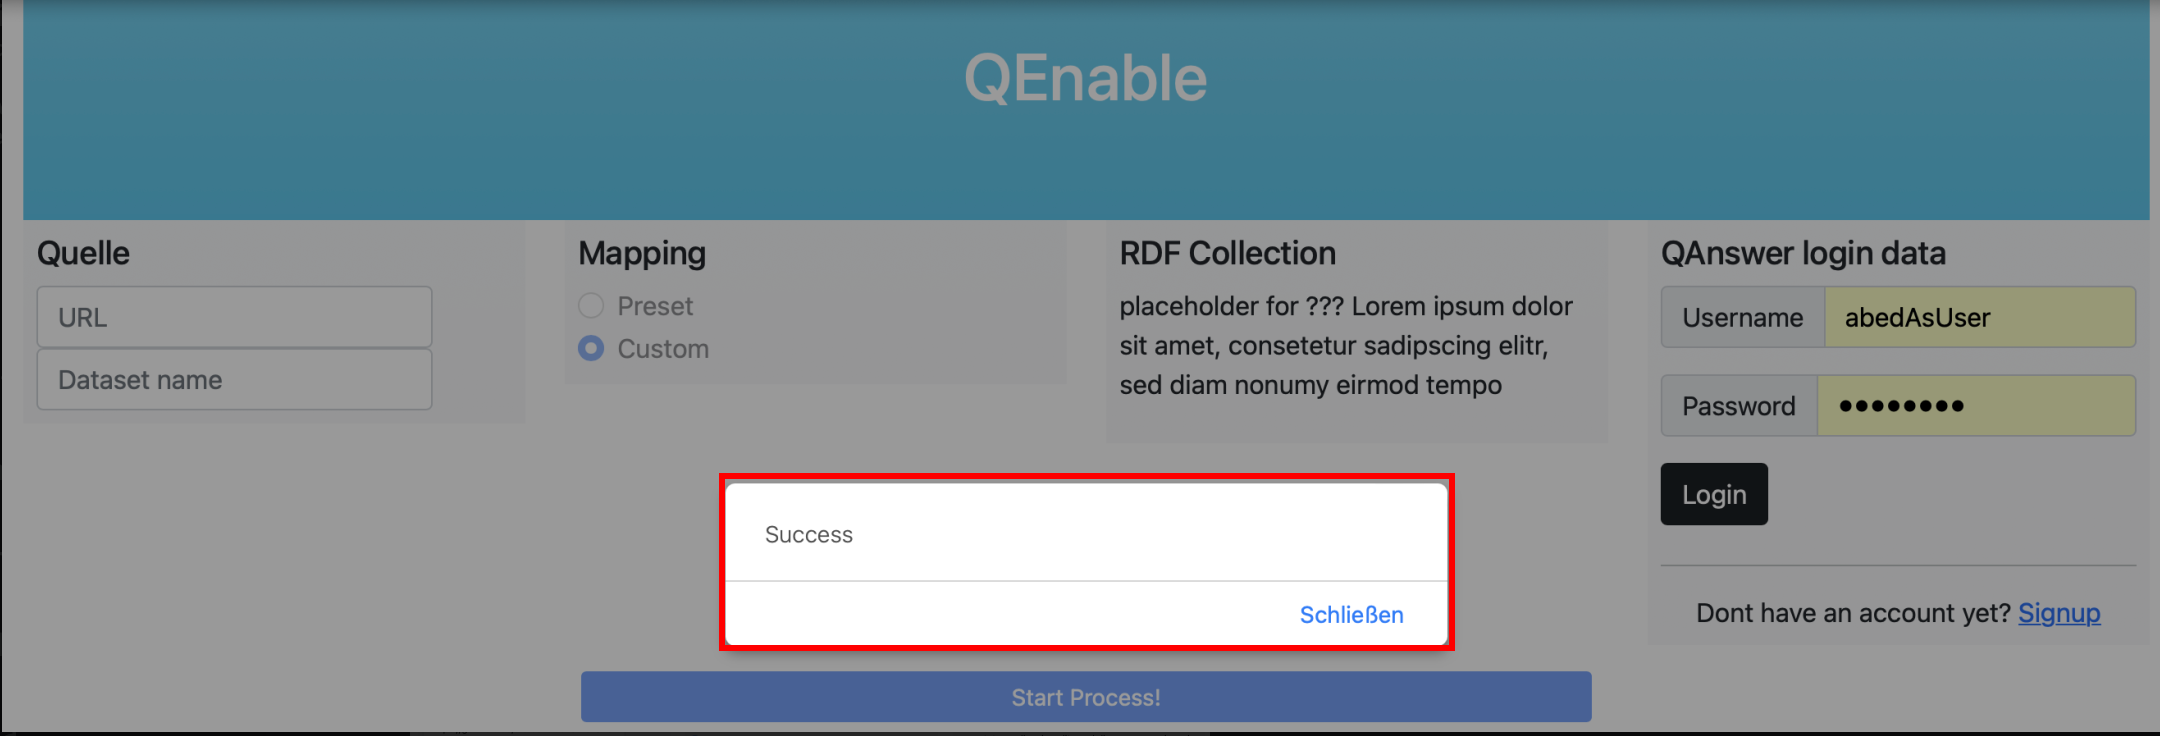 QEnable
Quelle
URL
Dataset name
Mapping
Preset
Custom
RDF Collection
placeholder for ??? Lorem ipsum dolor
sit amet, consetetur sadipscing elitr,
sed diam nonumy eirmod tempo
QAnswer login data
Username abedAsUser
Password ••••••••
Login
Dont have an account yet? Signup
Success
Schließen
Start Process!